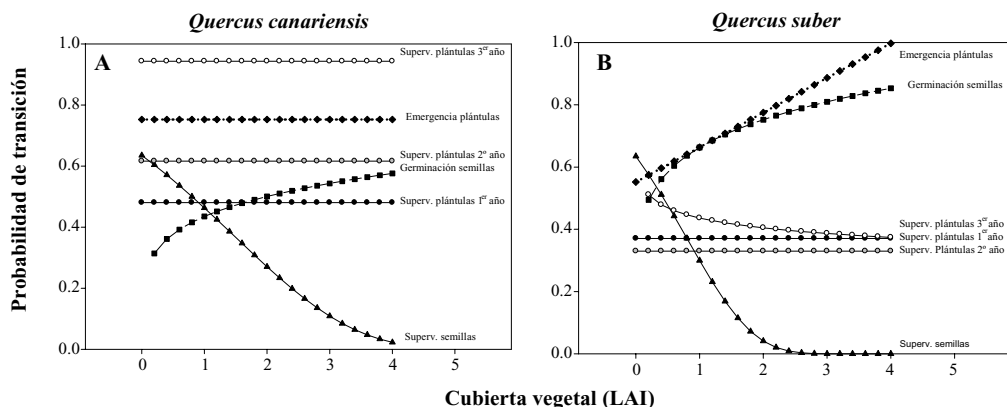 Quercus canariensis
Quercus suber
Probabilidad de transición
1.0
0.8
0.6
0.4
0.2
0.0
A
Superv. plántulas 3er año
Emergencia plántulas
Superv. plántulas 2º año
Germinación semillas
Superv. plántulas 1er año
Superv. semillas
0 1 2 3 4 5
1.0
0.8
0.6
0.4
0.2
0.0
B
Emergencia plántulas
Germinación semillas
Superv. plántulas 3er año
Superv. plántulas 1er año
Superv. Plántulas 2º año
Superv. semillas
0 1 2 3 4 5
Cubierta vegetal (LAI)